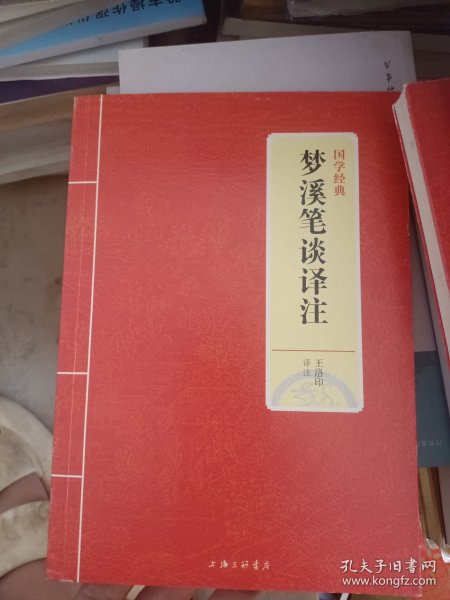 国学经典
梦溪笔谈译注
王洛印
译注
上海三联书店
孔夫子旧书网
www.kongfz.com